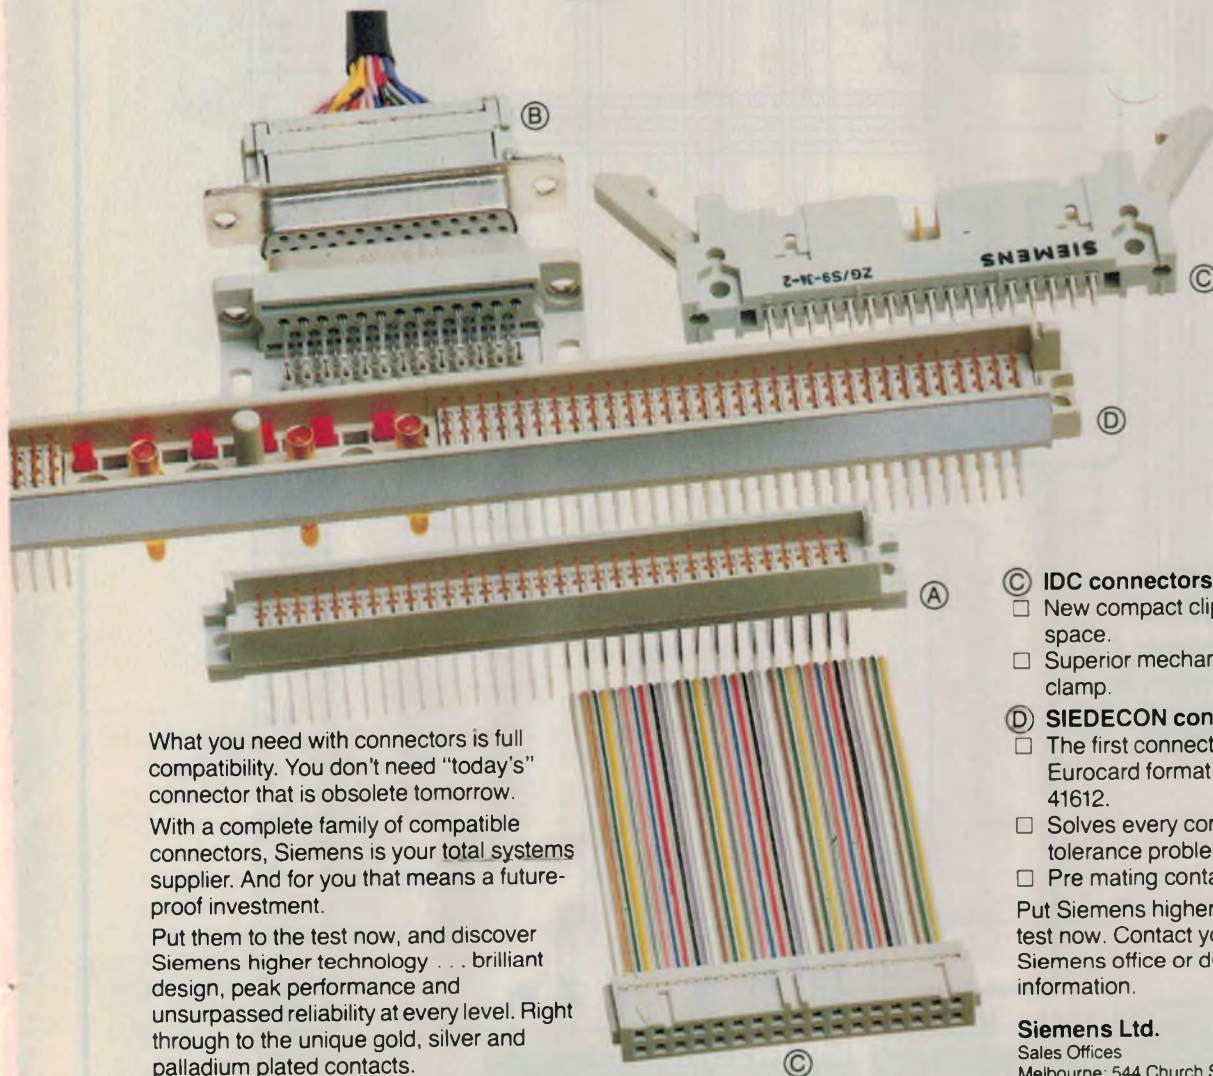 Ⓑ
SIEMENS
ZG/S9-34-2
Ⓒ
Ⓓ
Ⓐ
What you need with connectors is full
compatibility. You don't need "today's"
connector that is obsolete tomorrow.
With a complete family of compatible
connectors, Siemens is your total systems
supplier. And for you that means a future-
proof investment.
Put them to the test now, and discover
Siemens higher technology . . . brilliant
design, peak performance and
unsurpassed reliability at every level. Right
through to the unique gold, silver and
palladium plated contacts.
Ⓒ
Ⓒ IDC connectors
☐ New compact clip
space.
☐ Superior mechan
clamp.
Ⓓ SIEDECON con
☐ The first connect
Eurocard format
41612.
☐ Solves every con
tolerance proble
☐ Pre mating conta
Put Siemens higher
test now. Contact yo
Siemens office or di
information.
Siemens Ltd.
Sales Offices
Melbourne: 544 Church S